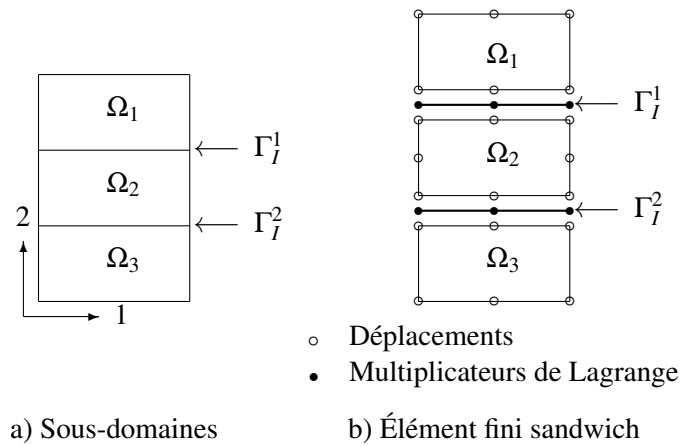 Ω₁
Ω₂
Ω₃
Γ_I^1
Γ_I^2
2
1
Ω₁
Ω₂
Ω₃
Γ_I^1
Γ_I^2
Déplacements
Multiplicateurs de Lagrange
a) Sous-domaines
b) Élément fini sandwich